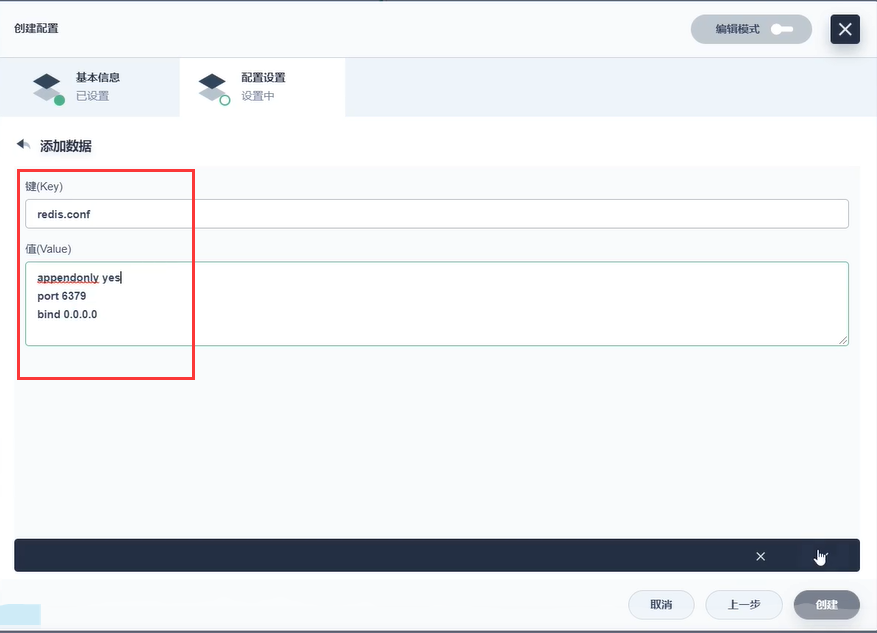 创建配置
编辑模式
基本信息
已设置
配置设置
设置中
添加数据
键(Key)
redis.conf
值(Value)
appendonly yes
port 6379
bind 0.0.0.0
取消
上一步
创建